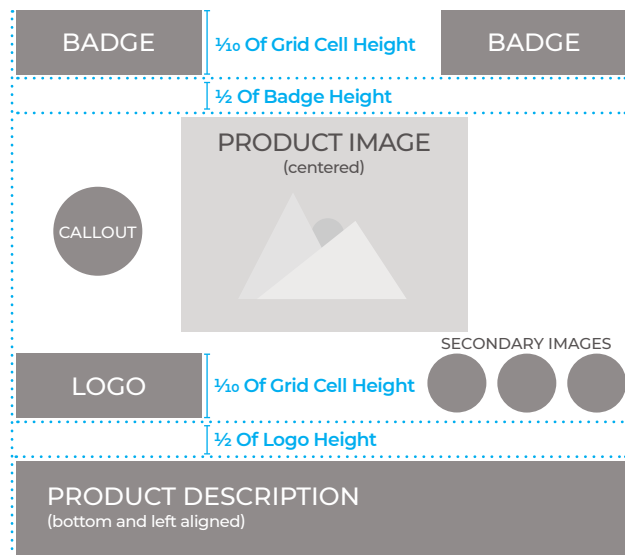 BADGE
⅒ Of Grid Cell Height
BADGE
½ Of Badge Height
PRODUCT IMAGE
(centered)
CALLOUT
SECONDARY IMAGES
LOGO
⅒ Of Grid Cell Height
½ Of Logo Height
PRODUCT DESCRIPTION
(bottom and left aligned)